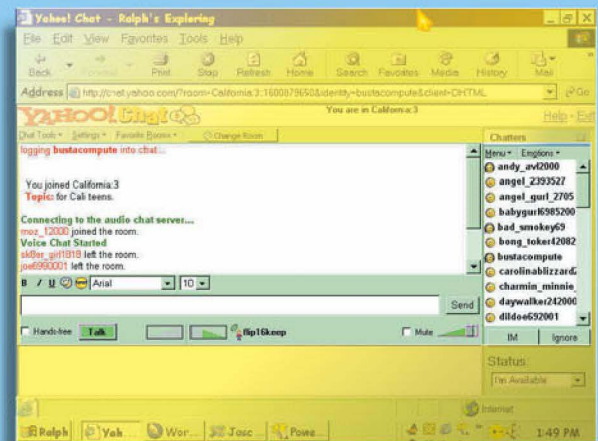 Yahoo! Chat - Ralph's Explering
File Edit View Favorites Tools Help
Back Forward Print Stop Refresh Home Search Favorites Media History Mail
Address http://chat.yahoo.com/?room=California:3::1600079650&identity=bustacompute&client=DHTML Go
YAHOO! Chat You are in California:3 Help - Exit
Chat Tools Settings Favorite Rooms Change Room
Chatters
Menu Emotions
logging bustacompute into chat...
You joined California:3
Topic: for Cali teens.
Connecting to the audio chat server...
moz_12000 joined the room.
Voice Chat Started
sk8er_girl1818 left the room.
joe6990001 left the room.
andy_avl2000
angel_2393527
angel_gurl_2705
babygurl6985200
bad_smokey69
bong_toker42082
bustacompute
carolinablizzard2
charmin_minnie_
daywalker242000
dildoe692001
B / U Arial 10
Send
Hands-free Talk flip16keep Mute
IM Ignore
Status:
I'm Available
Internet
Ralph Yah... Wor... Josc... Powe... 1:49 PM